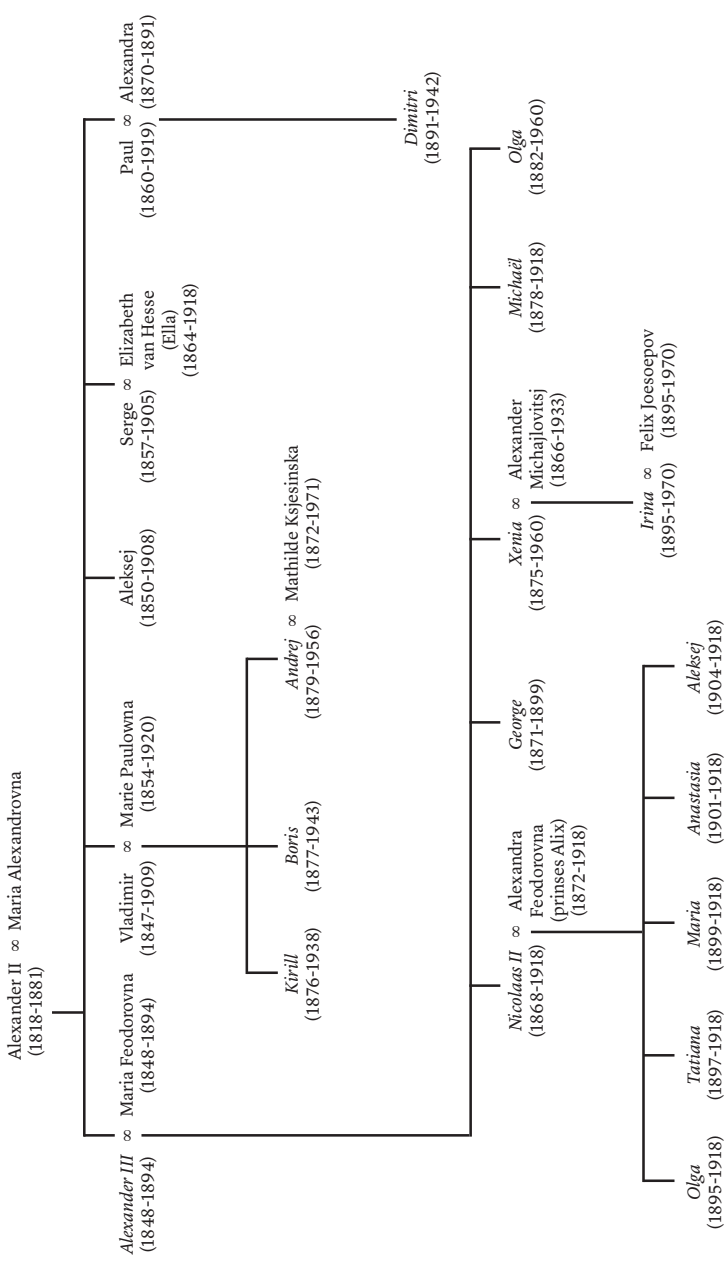 Alexander II ∞ Maria Alexandrovna
(1818-1881)
Alexander III ∞ Maria Feodorovna
(1848-1894) (1848-1894)
Vladimir ∞ Marie Paulowna
(1847-1909) (1854-1920)
Aleksej
(1850-1908)
Serge ∞ Elizabeth
(1857-1905) van Hesse
(Ella)
(1864-1918)
Paul ∞ Alexandra
(1860-1919) (1870-1891)
Kirill
(1876-1938)
Boris
(1877-1943)
Andrej ∞ Mathilde Ksjesinska
(1879-1956) (1872-1971)
Dimitri
(1891-1942)
Nicolaas II ∞ Alexandra
(1868-1918) Feodorovna
(prinses Alix)
(1872-1918)
George
(1871-1899)
Xenia ∞ Alexander
(1875-1960) Michajlovitsj
(1866-1933)
Michaël
(1878-1918)
Olga
(1882-1960)
Irina ∞ Felix Joesoepov
(1895-1970) (1895-1970)
Olga
(1895-1918)
Tatiana
(1897-1918)
Maria
(1899-1918)
Anastasia
(1901-1918)
Aleksej
(1904-1918)